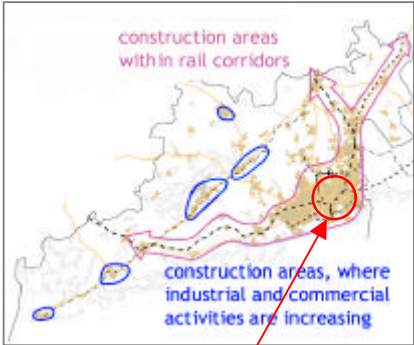 construction areas
within rail corridors
construction areas, where
industrial and commercial
activities are increasing